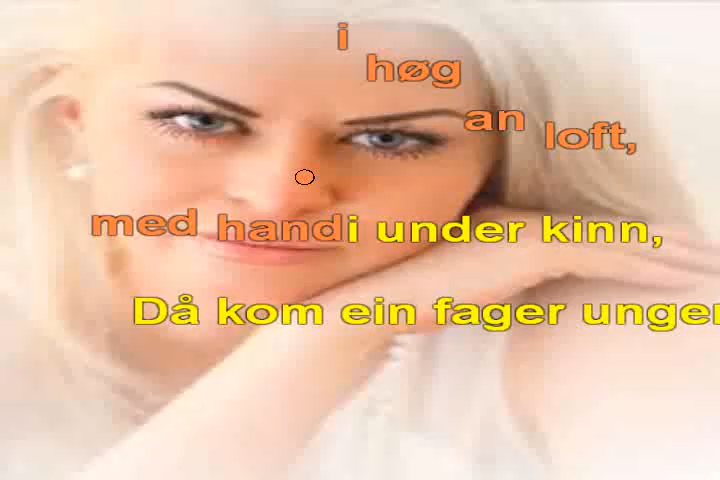 i høg an loft,
med handi under kinn,
Då kom ein fager unger